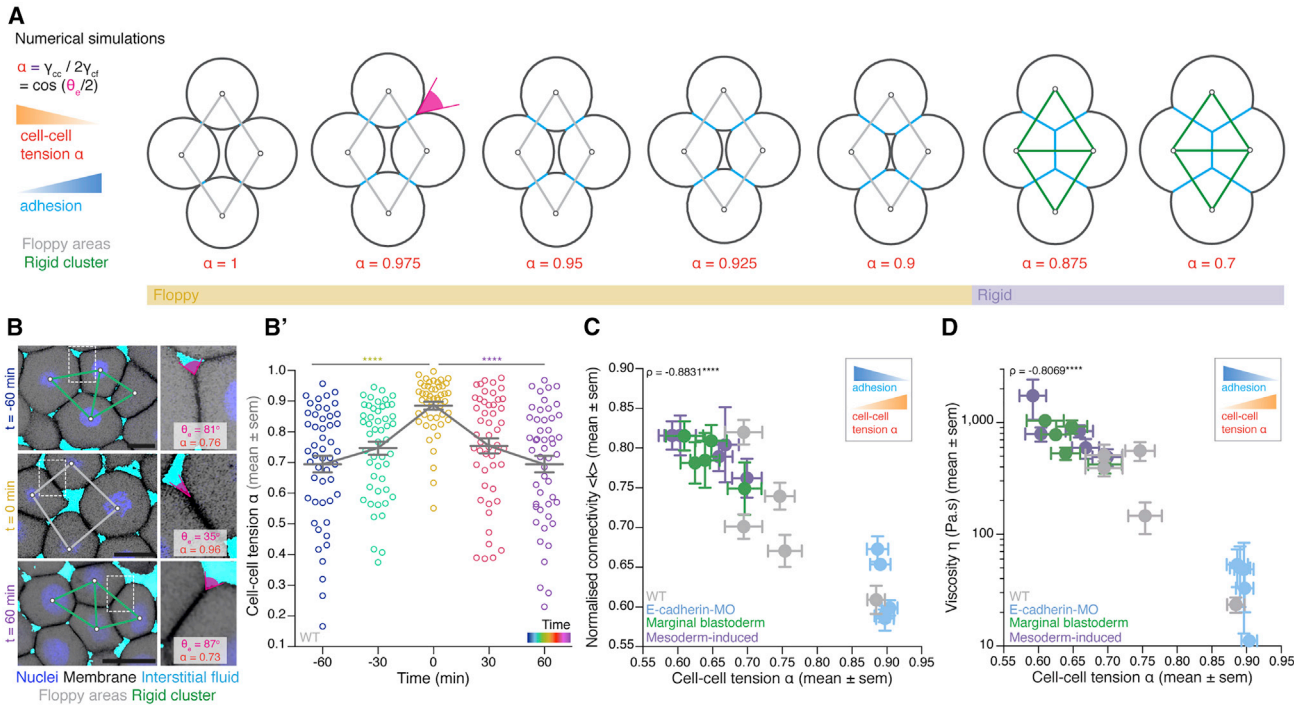 A
Numerical simulations
α = γcc / 2γcf
= cos (θe/2)
cell-cell
tension α
adhesion
Floppy areas
Rigid cluster
α = 1
α = 0.975
α = 0.95
α = 0.925
α = 0.9
α = 0.875
α = 0.7
Floppy
Rigid
B
t = -60 min
θe = 81°
α = 0.76
t = 0 min
θe = 35°
α = 0.96
t = 60 min
θe = 87°
α = 0.73
Nuclei Membrane Interstitial fluid
Floppy areas Rigid cluster
B’
****
****
Cell-cell tension α (mean ± sem)
1.0
0.9
0.8
0.7
0.6
0.5
0.4
0.3
0.2
0.1
WT
Time
-60
-30
0
30
60
Time (min)
C
ρ = -0.8831****
adhesion
cell-cell
tension α
Normalised connectivity <k> (mean ± sem)
0.90
0.85
0.80
0.75
0.70
0.65
0.60
0.55
WT
E-cadherin-MO
Marginal blastoderm
Mesoderm-induced
0.55
0.60
0.65
0.70
0.75
0.80
0.85
0.90
0.95
Cell-cell tension α (mean ± sem)
D
ρ = -0.8069****
adhesion
cell-cell
tension α
Viscosity η (Pa.s) (mean ± sem)
1,000
100
10
WT
E-cadherin-MO
Marginal blastoderm
Mesoderm-induced
0.55
0.60
0.65
0.70
0.75
0.80
0.85
0.90
0.95
Cell-cell tension α (mean ± sem)